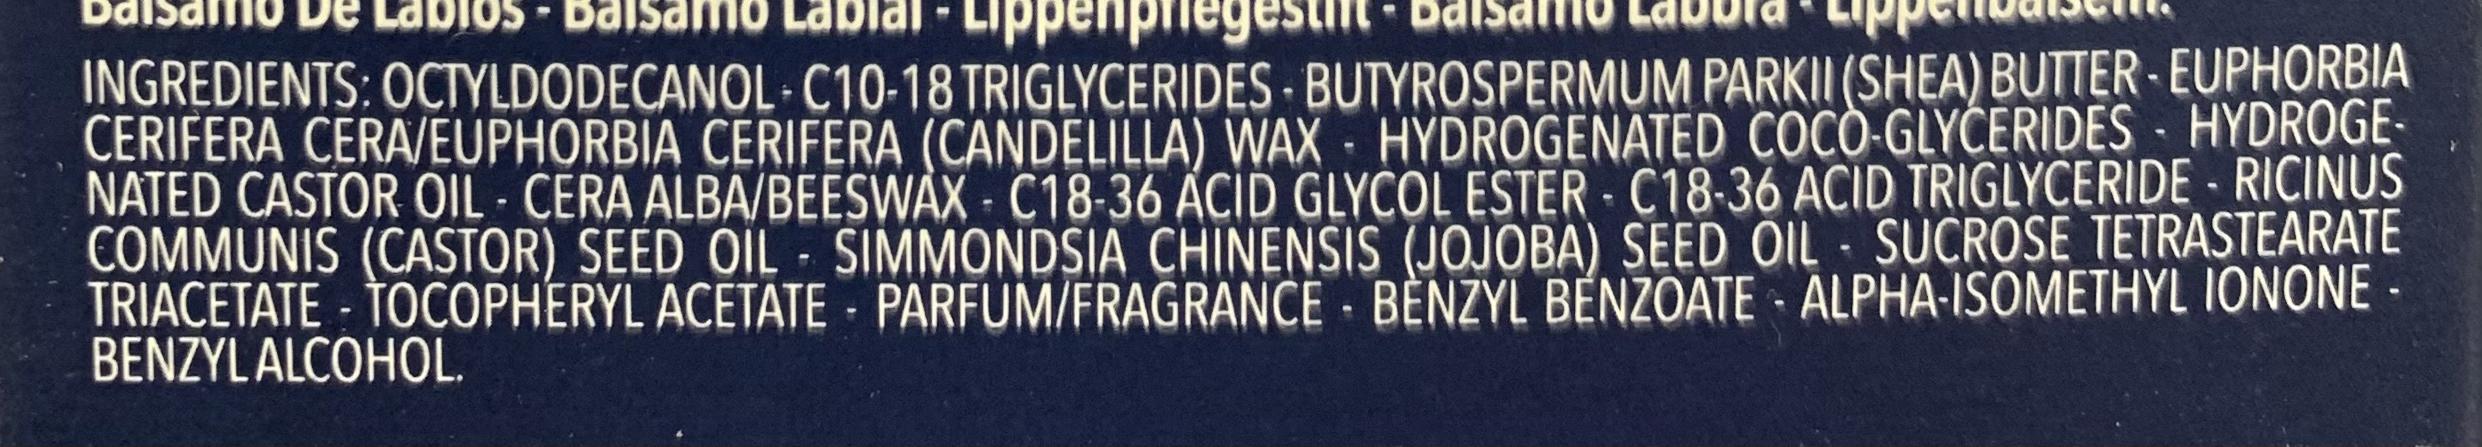 Balsamo De Labios - Balsamo Labial - Lippenpflegestift - Balsamo Labbra - Lippenbalsem.
INGREDIENTS: OCTYLDODECANOL - C10-18 TRIGLYCERIDES - BUTYROSPERMUM PARKII (SHEA) BUTTER - EUPHORBIA
CERIFERA CERA/EUPHORBIA CERIFERA (CANDELILLA) WAX - HYDROGENATED COCO-GLYCERIDES - HYDROGE-
NATED CASTOR OIL - CERA ALBA/BEESWAX - C18-36 ACID GLYCOL ESTER - C18-36 ACID TRIGLYCERIDE - RICINUS
COMMUNIS (CASTOR) SEED OIL - SIMMONDSIA CHINENSIS (JOJOBA) SEED OIL - SUCROSE TETRASTEARATE
TRIACETATE - TOCOPHERYL ACETATE - PARFUM/FRAGRANCE - BENZYL BENZOATE - ALPHA-ISOMETHYL IONONE -
BENZYL ALCOHOL.